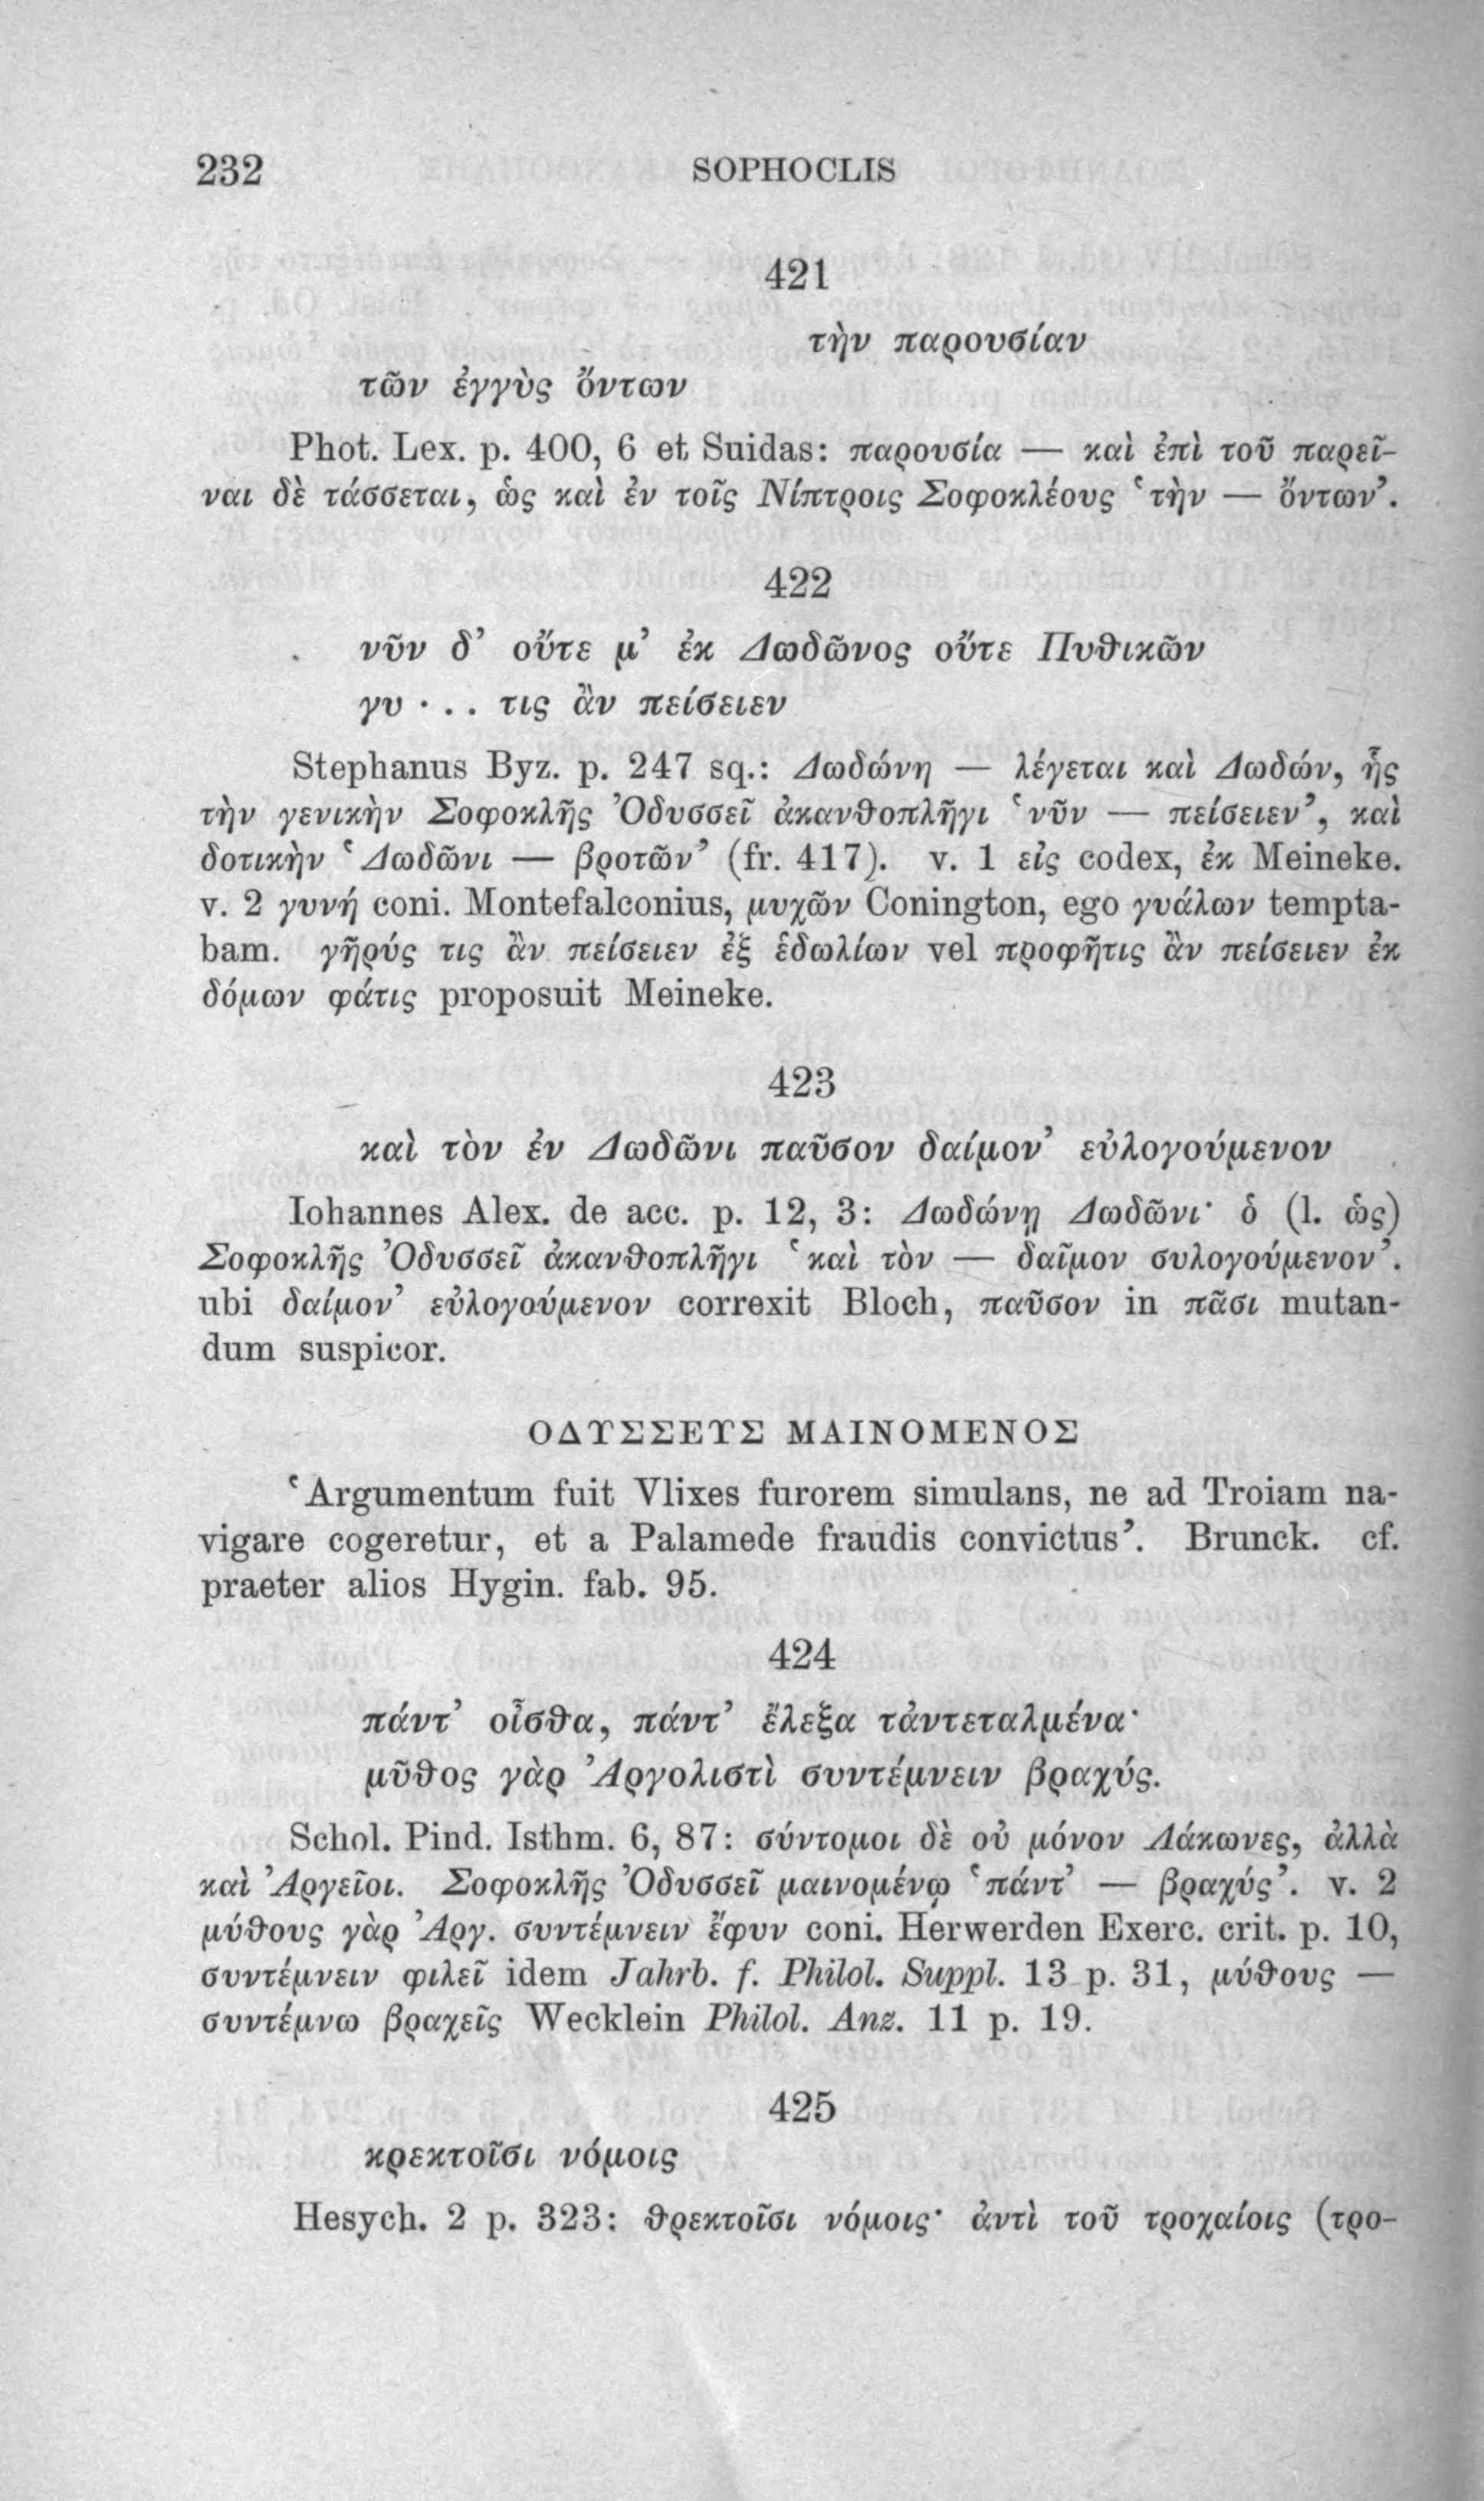 232 SOPHOCLIS
421
τὴν παρουσίαν
τῶν ἐγγὺς ὄντων
Phot. Lex. p. 400, 6 et Suidas: παρουσία — καὶ ἐπὶ τοῦ παρεῖ-
ναι δὲ τάσσεται, ὡς καὶ ἐν τοῖς Νίπτροις Σοφοκλέους ‘τὴν — ὄντων’.
422
νῦν δ’ οὔτε μ’ ἐκ Δωδῶνος οὔτε Πυθικῶν
γυ . . . τις ἂν πείσειεν
Stephanus Byz. p. 247 sq.: Δωδώνη — λέγεται καὶ Δωδών, ἧς
τὴν γενικὴν Σοφοκλῆς Ὀδυσσεῖ ἀκανθοπλῆγι ‘νῦν — πείσειεν’, καὶ
δοτικὴν ‘Δωδῶνι — βροτῶν’ (fr. 417). v. 1 εἰς codex, ἐκ Meineke.
v. 2 γυνή coni. Montefalconius, μυχῶν Conington, ego γυάλων tempta-
bam. γῆρύς τις ἂν πείσειεν ἐξ ἑδωλίων vel προφῆτις ἂν πείσειεν ἐκ
δόμων φάτις proposuit Meineke.
423
καὶ τὸν ἐν Δωδῶνι παῦσον δαίμον’ εὐλογούμενον
Iohannes Alex. de acc. p. 12, 3: Δωδώνῃ Δωδῶνι· ὁ (l. ὡς)
Σοφοκλῆς Ὀδυσσεῖ ἀκανθοπλῆγι ‘καὶ τὸν — δαῖμον συλογούμενον’.
ubi δαίμον’ εὐλογούμενον correxit Bloch, παῦσον in πᾶσι mutan-
dum suspicor.
ΟΔΥΣΣΕΥΣ ΜΑΙΝΟΜΕΝΟΣ
‘Argumentum fuit Vlixes furorem simulans, ne ad Troiam na-
vigare cogeretur, et a Palamede fraudis convictus’. Brunck. cf.
praeter alios Hygin. fab. 95.
424
πάντ’ οἶσθα, πάντ’ ἔλεξα τἀντεταλμένα·
μῦθος γὰρ Ἀργολιστὶ συντέμνειν βραχύς.
Schol. Pind. Isthm. 6, 87: σύντομοι δὲ οὐ μόνον Λάκωνες, ἀλλὰ
καὶ Ἀργεῖοι. Σοφοκλῆς Ὀδυσσεῖ μαινομένῳ ‘πάντ’ — βραχύς’. v. 2
μύθους γὰρ Ἀργ. συντέμνειν ἔφυν coni. Herwerden Exerc. crit. p. 10,
συντέμνειν φιλεῖ idem Jahrb. f. Philol. Suppl. 13 p. 31, μύθους —
συντέμνω βραχεῖς Wecklein Philol. Anz. 11 p. 19.
425
κρεκτοῖσι νόμοις
Hesych. 2 p. 323: θρεκτοῖσι νόμοις· ἀντὶ τοῦ τροχαίοις (τρο-